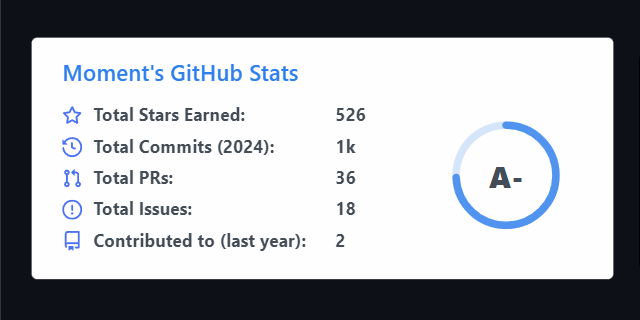 Moment's GitHub Stats
Total Stars Earned: 526
Total Commits (2024): 1k
Total PRs: 36
Total Issues: 18
Contributed to (last year): 2
A-